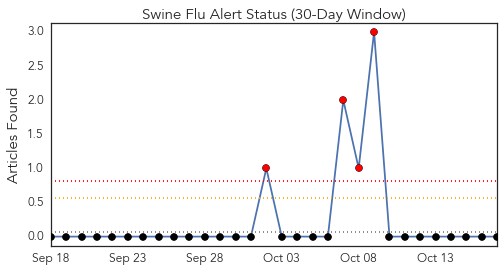 Swine Flu Alert Status (30-Day Window)
Articles Found
3.0
2.5
2.0
1.5
1.0
0.5
0.0
Sep 18 Sep 23 Sep 28 Oct 03 Oct 08 Oct 13